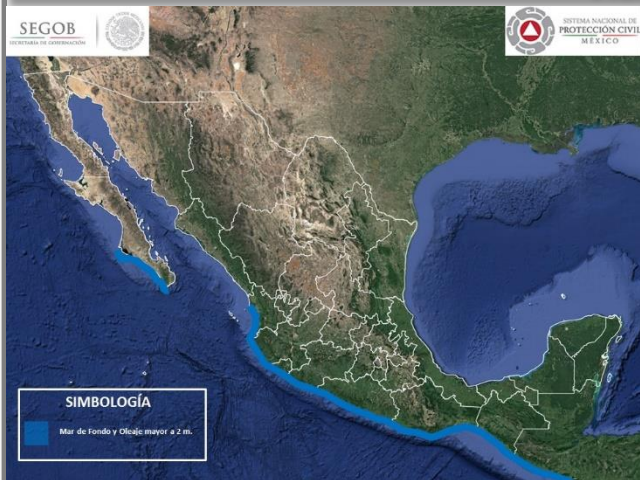 SEGOB
SECRETARÍA DE GOBERNACIÓN
SISTEMA NACIONAL DE
PROTECCIÓN CIVIL
MÉXICO
SIMBOLOGÍA
Mar de Fondo y Oleaje mayor a 2 m.